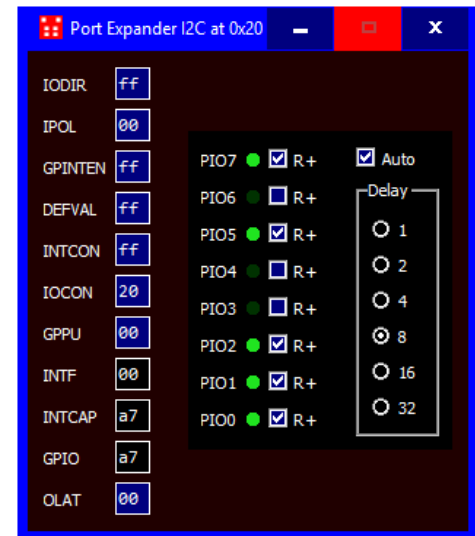 Port Expander I2C at 0x20
IODIR ff
IPOL 00
GPINTEN ff
DEFVAL ff
INTCON ff
IOCON 20
GPPU 00
INTF 00
INTCAP a7
GPIO a7
OLAT 00
PIO7 R+
PIO6 R+
PIO5 R+
PIO4 R+
PIO3 R+
PIO2 R+
PIO1 R+
PIO0 R+
Auto
Delay
1
2
4
8
16
32